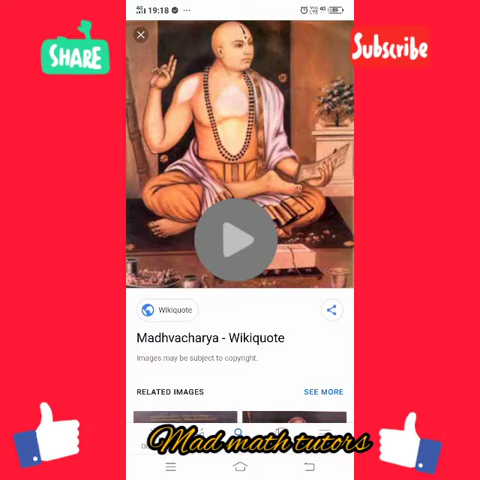 19:18
SHARE
Subscribe
Wikiquote
Madhvacharya - Wikiquote
Images may be subject to copyright.
RELATED IMAGES
SEE MORE
Mad math tutors